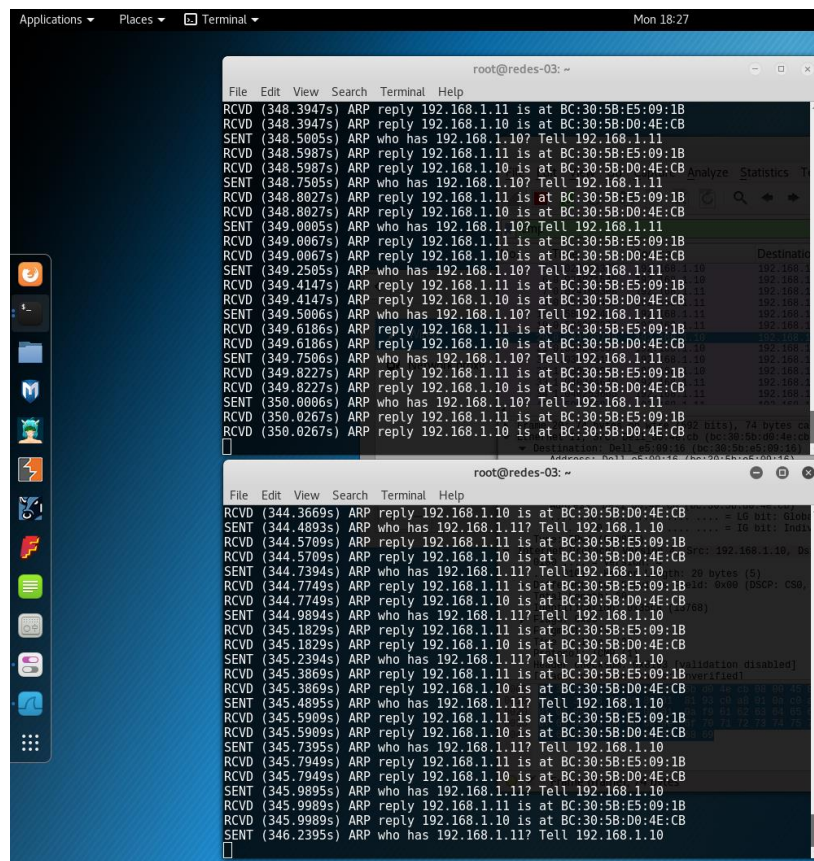 Applications Places Terminal Mon 18:27
root@redes-03: ~
File Edit View Search Terminal Help
RCVD (348.3947s) ARP reply 192.168.1.11 is at BC:30:5B:E5:09:1B
RCVD (348.3947s) ARP reply 192.168.1.10 is at BC:30:5B:D0:4E:CB
SENT (348.5005s) ARP who has 192.168.1.10? Tell 192.168.1.11
RCVD (348.5987s) ARP reply 192.168.1.11 is at BC:30:5B:E5:09:1B
RCVD (348.5987s) ARP reply 192.168.1.10 is at BC:30:5B:D0:4E:CB
SENT (348.7505s) ARP who has 192.168.1.10? Tell 192.168.1.11
RCVD (348.8027s) ARP reply 192.168.1.11 is at BC:30:5B:E5:09:1B
RCVD (348.8027s) ARP reply 192.168.1.10 is at BC:30:5B:D0:4E:CB
SENT (349.0005s) ARP who has 192.168.1.10? Tell 192.168.1.11
RCVD (349.0067s) ARP reply 192.168.1.11 is at BC:30:5B:E5:09:1B
RCVD (349.0067s) ARP reply 192.168.1.10 is at BC:30:5B:D0:4E:CB
SENT (349.2505s) ARP who has 192.168.1.10? Tell 192.168.1.11
RCVD (349.4147s) ARP reply 192.168.1.11 is at BC:30:5B:E5:09:1B
RCVD (349.4147s) ARP reply 192.168.1.10 is at BC:30:5B:D0:4E:CB
SENT (349.5006s) ARP who has 192.168.1.10? Tell 192.168.1.11
RCVD (349.6186s) ARP reply 192.168.1.11 is at BC:30:5B:E5:09:1B
RCVD (349.6186s) ARP reply 192.168.1.10 is at BC:30:5B:D0:4E:CB
SENT (349.7506s) ARP who has 192.168.1.10? Tell 192.168.1.11
RCVD (349.8227s) ARP reply 192.168.1.11 is at BC:30:5B:E5:09:1B
RCVD (349.8227s) ARP reply 192.168.1.10 is at BC:30:5B:D0:4E:CB
SENT (350.0006s) ARP who has 192.168.1.10? Tell 192.168.1.11
RCVD (350.0267s) ARP reply 192.168.1.11 is at BC:30:5B:E5:09:1B
RCVD (350.0267s) ARP reply 192.168.1.10 is at BC:30:5B:D0:4E:CB
Analyze Statistics
Destination
root@redes-03: ~
File Edit View Search Terminal Help
RCVD (344.3669s) ARP reply 192.168.1.10 is at BC:30:5B:D0:4E:CB
SENT (344.4893s) ARP who has 192.168.1.11? Tell 192.168.1.10
RCVD (344.5709s) ARP reply 192.168.1.11 is at BC:30:5B:E5:09:1B
RCVD (344.5709s) ARP reply 192.168.1.10 is at BC:30:5B:D0:4E:CB
SENT (344.7394s) ARP who has 192.168.1.11? Tell 192.168.1.10
RCVD (344.7749s) ARP reply 192.168.1.11 is at BC:30:5B:E5:09:1B
RCVD (344.7749s) ARP reply 192.168.1.10 is at BC:30:5B:D0:4E:CB
SENT (344.9894s) ARP who has 192.168.1.11? Tell 192.168.1.10
RCVD (345.1829s) ARP reply 192.168.1.11 is at BC:30:5B:E5:09:1B
RCVD (345.1829s) ARP reply 192.168.1.10 is at BC:30:5B:D0:4E:CB
SENT (345.2394s) ARP who has 192.168.1.11? Tell 192.168.1.10
RCVD (345.3869s) ARP reply 192.168.1.11 is at BC:30:5B:E5:09:1B
RCVD (345.3869s) ARP reply 192.168.1.10 is at BC:30:5B:D0:4E:CB
SENT (345.4895s) ARP who has 192.168.1.11? Tell 192.168.1.10
RCVD (345.5909s) ARP reply 192.168.1.11 is at BC:30:5B:E5:09:1B
RCVD (345.5909s) ARP reply 192.168.1.10 is at BC:30:5B:D0:4E:CB
SENT (345.7395s) ARP who has 192.168.1.11? Tell 192.168.1.10
RCVD (345.7949s) ARP reply 192.168.1.11 is at BC:30:5B:E5:09:1B
RCVD (345.7949s) ARP reply 192.168.1.10 is at BC:30:5B:D0:4E:CB
SENT (345.9895s) ARP who has 192.168.1.11? Tell 192.168.1.10
RCVD (345.9989s) ARP reply 192.168.1.11 is at BC:30:5B:E5:09:1B
RCVD (345.9989s) ARP reply 192.168.1.10 is at BC:30:5B:D0:4E:CB
SENT (346.2395s) ARP who has 192.168.1.11? Tell 192.168.1.10